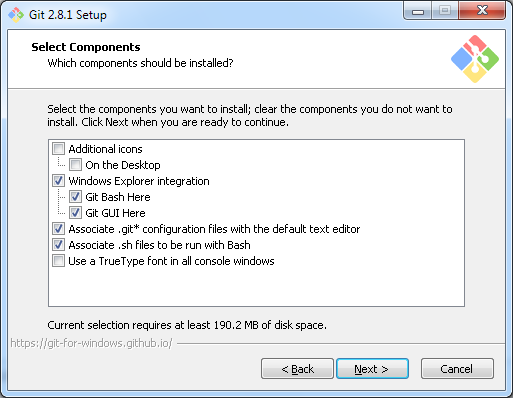 Git 2.8.1 Setup
Select Components
Which components should be installed?
Select the components you want to install; clear the components you do not want to
install. Click Next when you are ready to continue.
Additional icons
On the Desktop
Windows Explorer integration
Git Bash Here
Git GUI Here
Associate .git* configuration files with the default text editor
Associate .sh files to be run with Bash
Use a TrueType font in all console windows
Current selection requires at least 190.2 MB of disk space.
https://git-for-windows.github.io/
< Back
Next >
Cancel